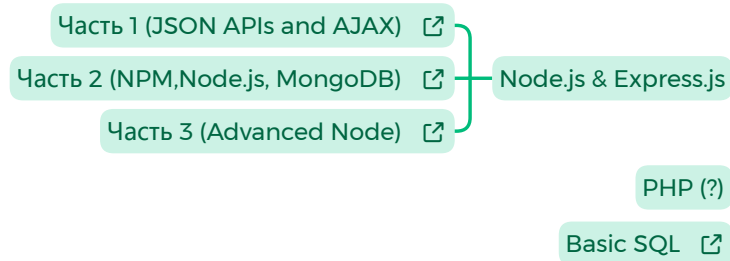 Часть 1 (JSON APIs and AJAX)
Часть 2 (NPM,Node.js, MongoDB)
Node.js & Express.js
Часть 3 (Advanced Node)
PHP (?)
Basic SQL